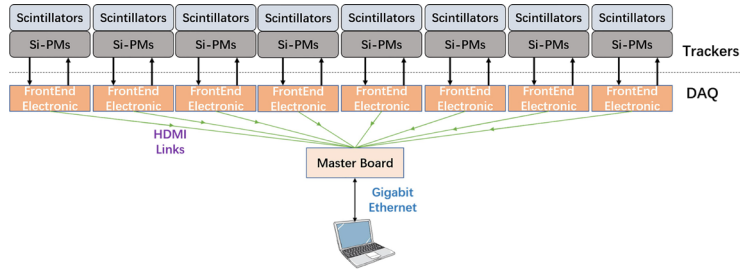 Scintillators Scintillators Scintillators Scintillators Scintillators Scintillators Scintillators Scintillators
Si-PMs Si-PMs Si-PMs Si-PMs Si-PMs Si-PMs Si-PMs Si-PMs
Trackers
FrontEnd FrontEnd FrontEnd FrontEnd FrontEnd FrontEnd FrontEnd FrontEnd
Electronic Electronic Electronic Electronic Electronic Electronic Electronic Electronic
DAQ
HDMI
Links
Master Board
Gigabit
Ethernet